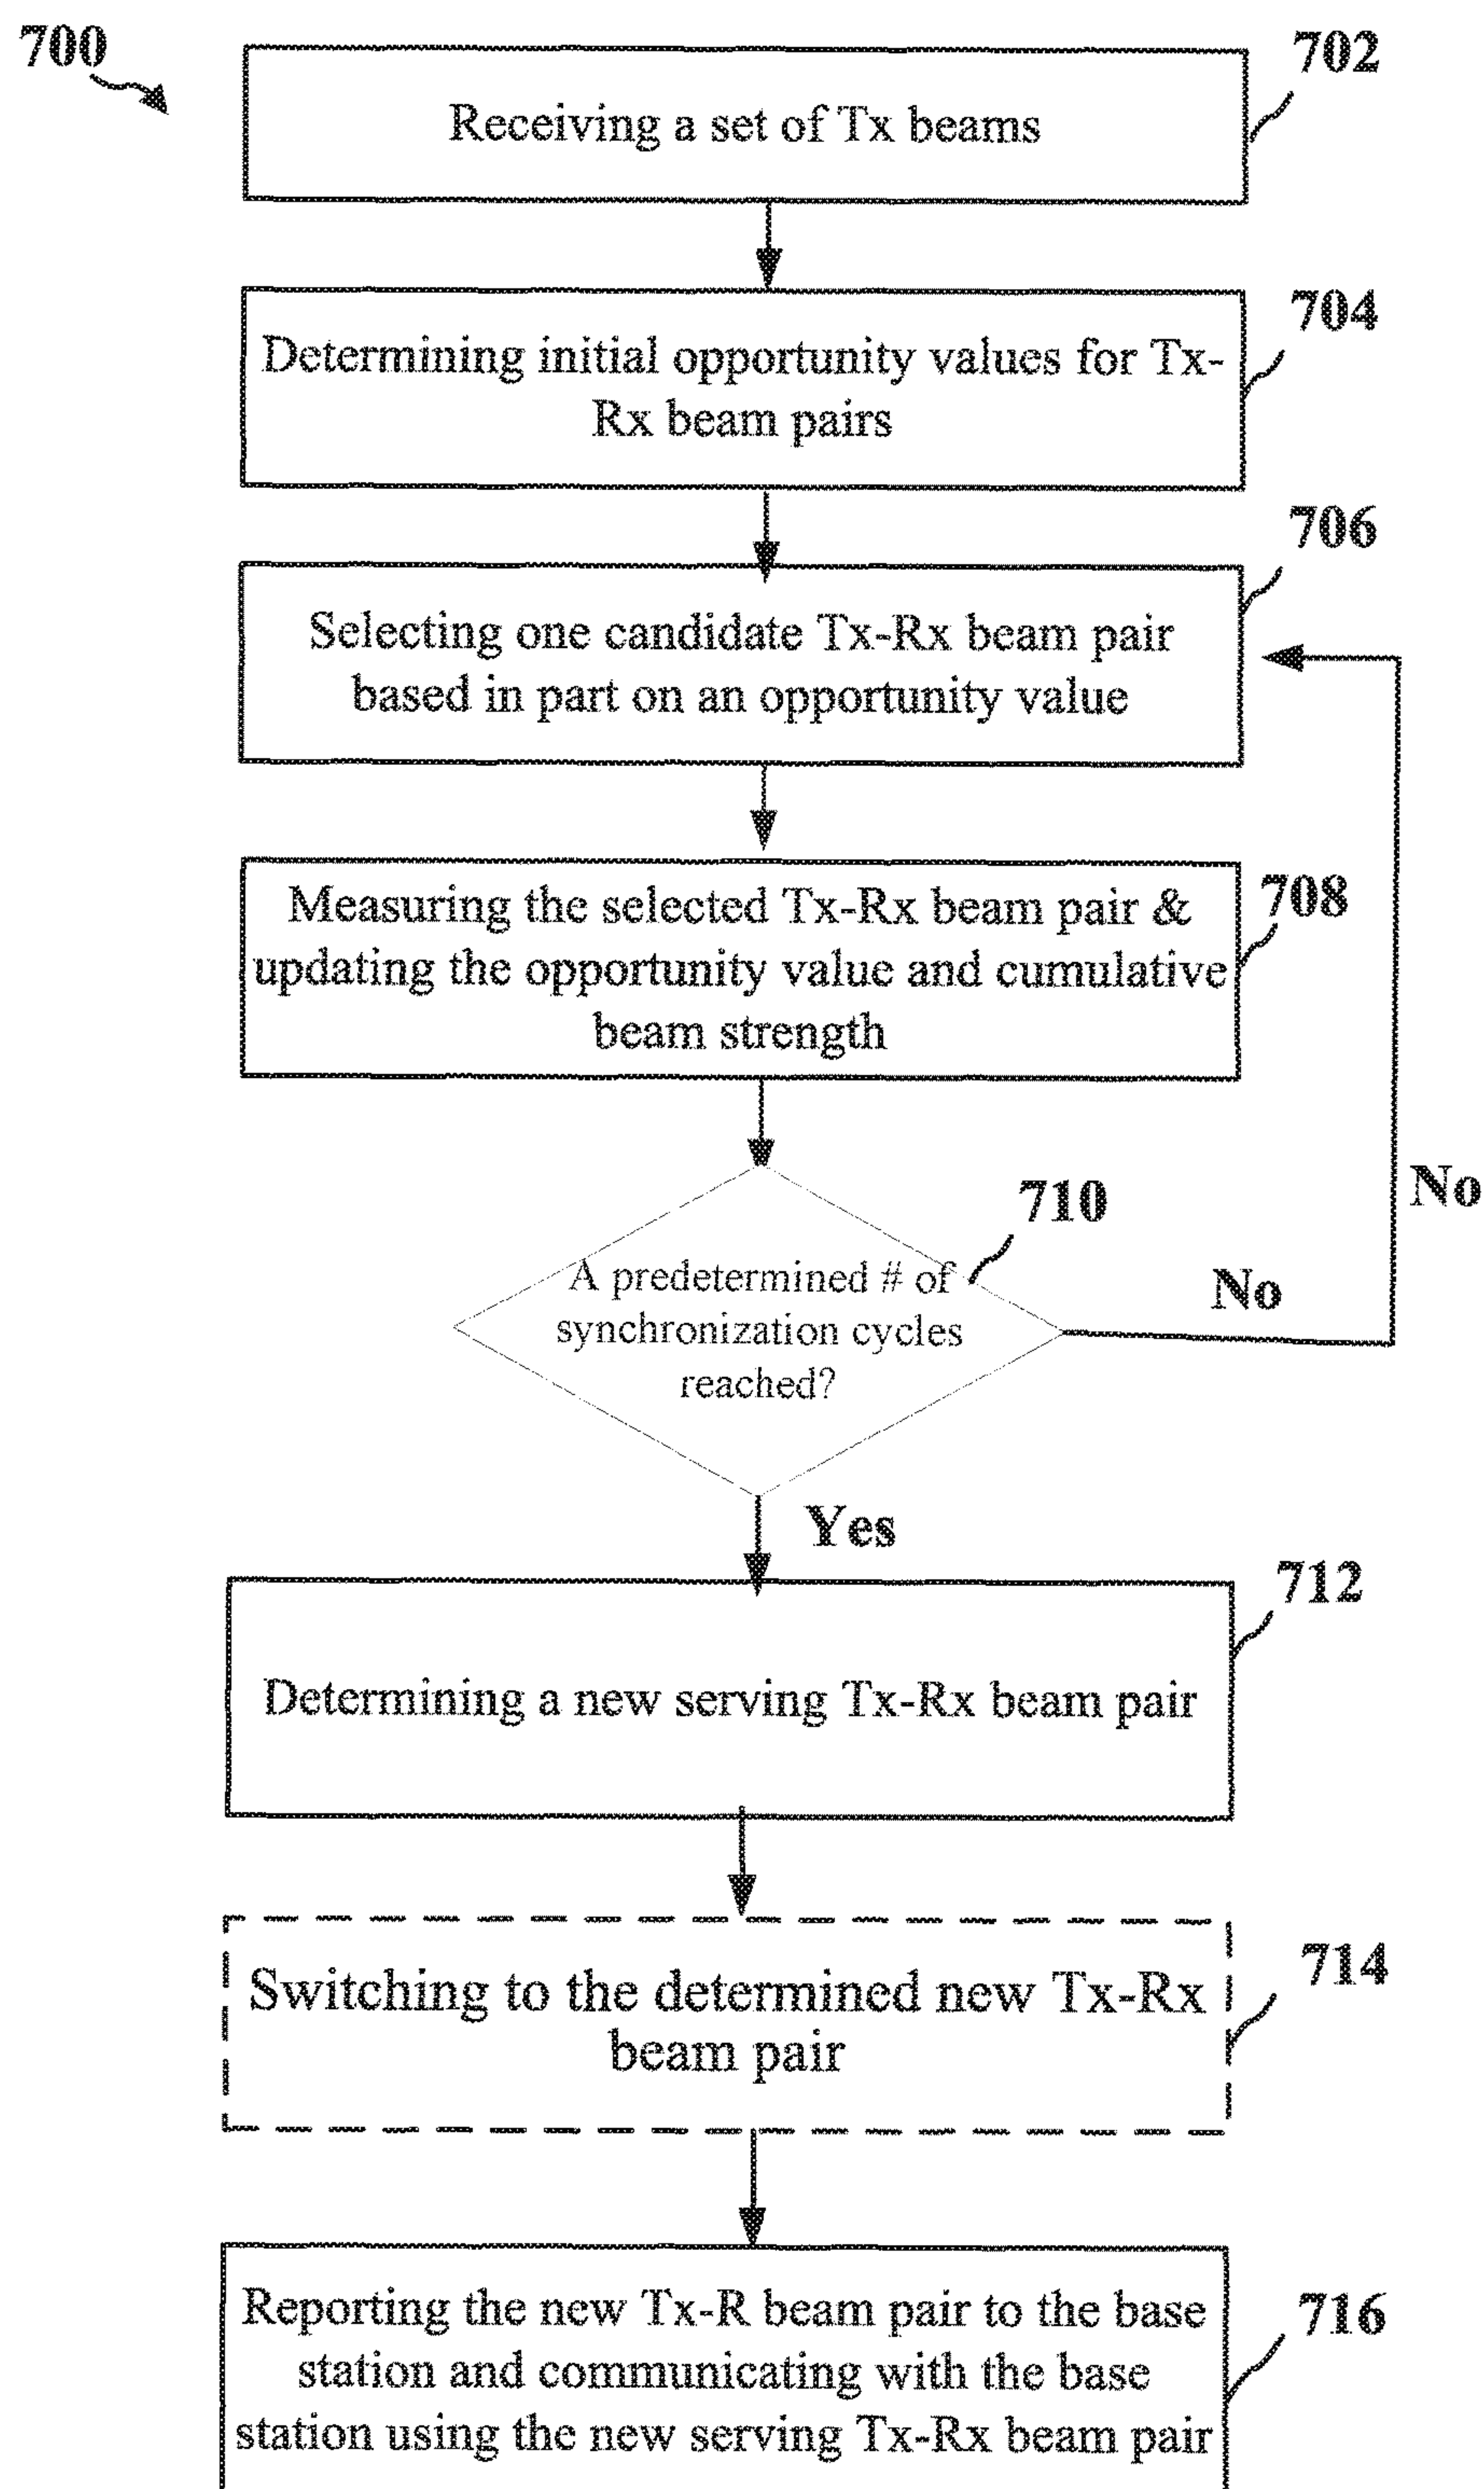 700
702
Receiving a set of Tx beams
704
Determining initial opportunity values for Tx-
Rx beam pairs
706
Selecting one candidate Tx-Rx beam pair
based in part on an opportunity value
708
Measuring the selected Tx-Rx beam pair &
updating the opportunity value and cumulative
beam strength
No
710
A predetermined # of
synchronization cycles
reached?
No
Yes
712
Determining a new serving Tx-Rx beam pair
714
Switching to the determined new Tx-Rx
beam pair
716
Reporting the new Tx-R beam pair to the base
station and communicating with the base
station using the new serving Tx-Rx beam pair